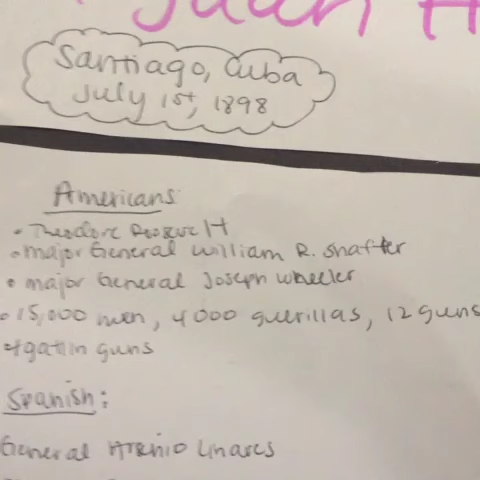 Juan H
Santiago, Cuba
July 1st, 1898
Americans
• Theodore Roosevelt
• major General William R. Shafter
• major General Joseph Wheeler
• 15,000 men, 4000 guerillas, 12 guns
4 gatlin guns
Spanish:
General Arsenio Linares